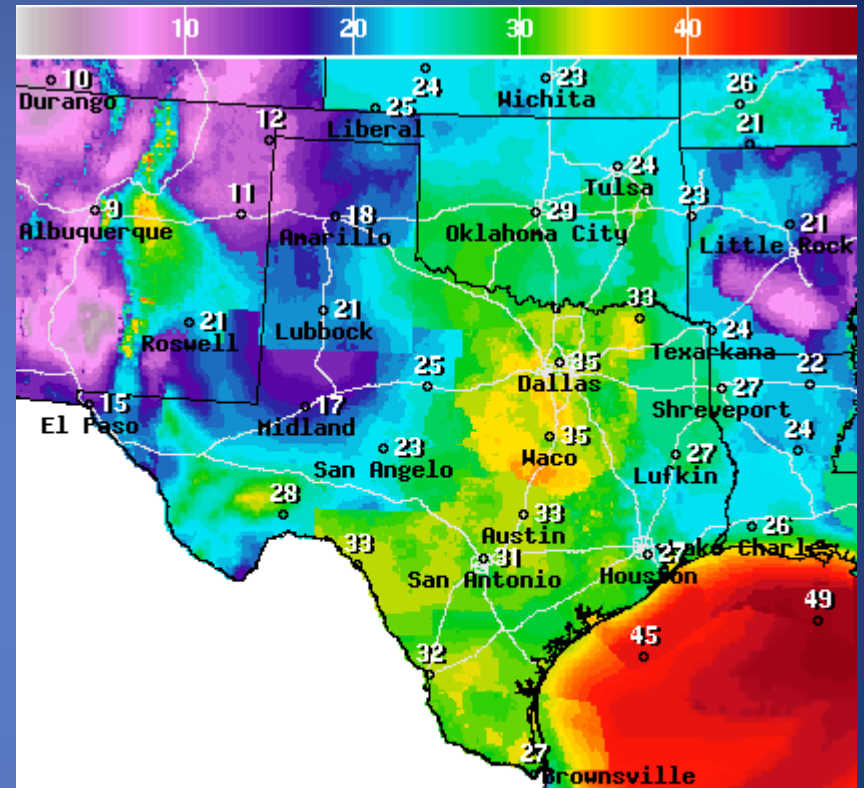 10 20 30 40
24
10 23 26
Durango Wichita
25
Liberal
12 21
24
Tulsa
9 11 18 29 23 21
Albuquerque Amarillo Oklahoma City Little Rock
21 21 33
Roswell Lubbock
24
Texarkana
35
Dallas
25 27 22
Shreveport
15 17
El Paso Midland
35
Waco
23 27 24
San Angelo Lufkin
28 33 26
Austin
33 31 27 Lake Charles
San Antonio Houston
49
45
32
27
Brownsville